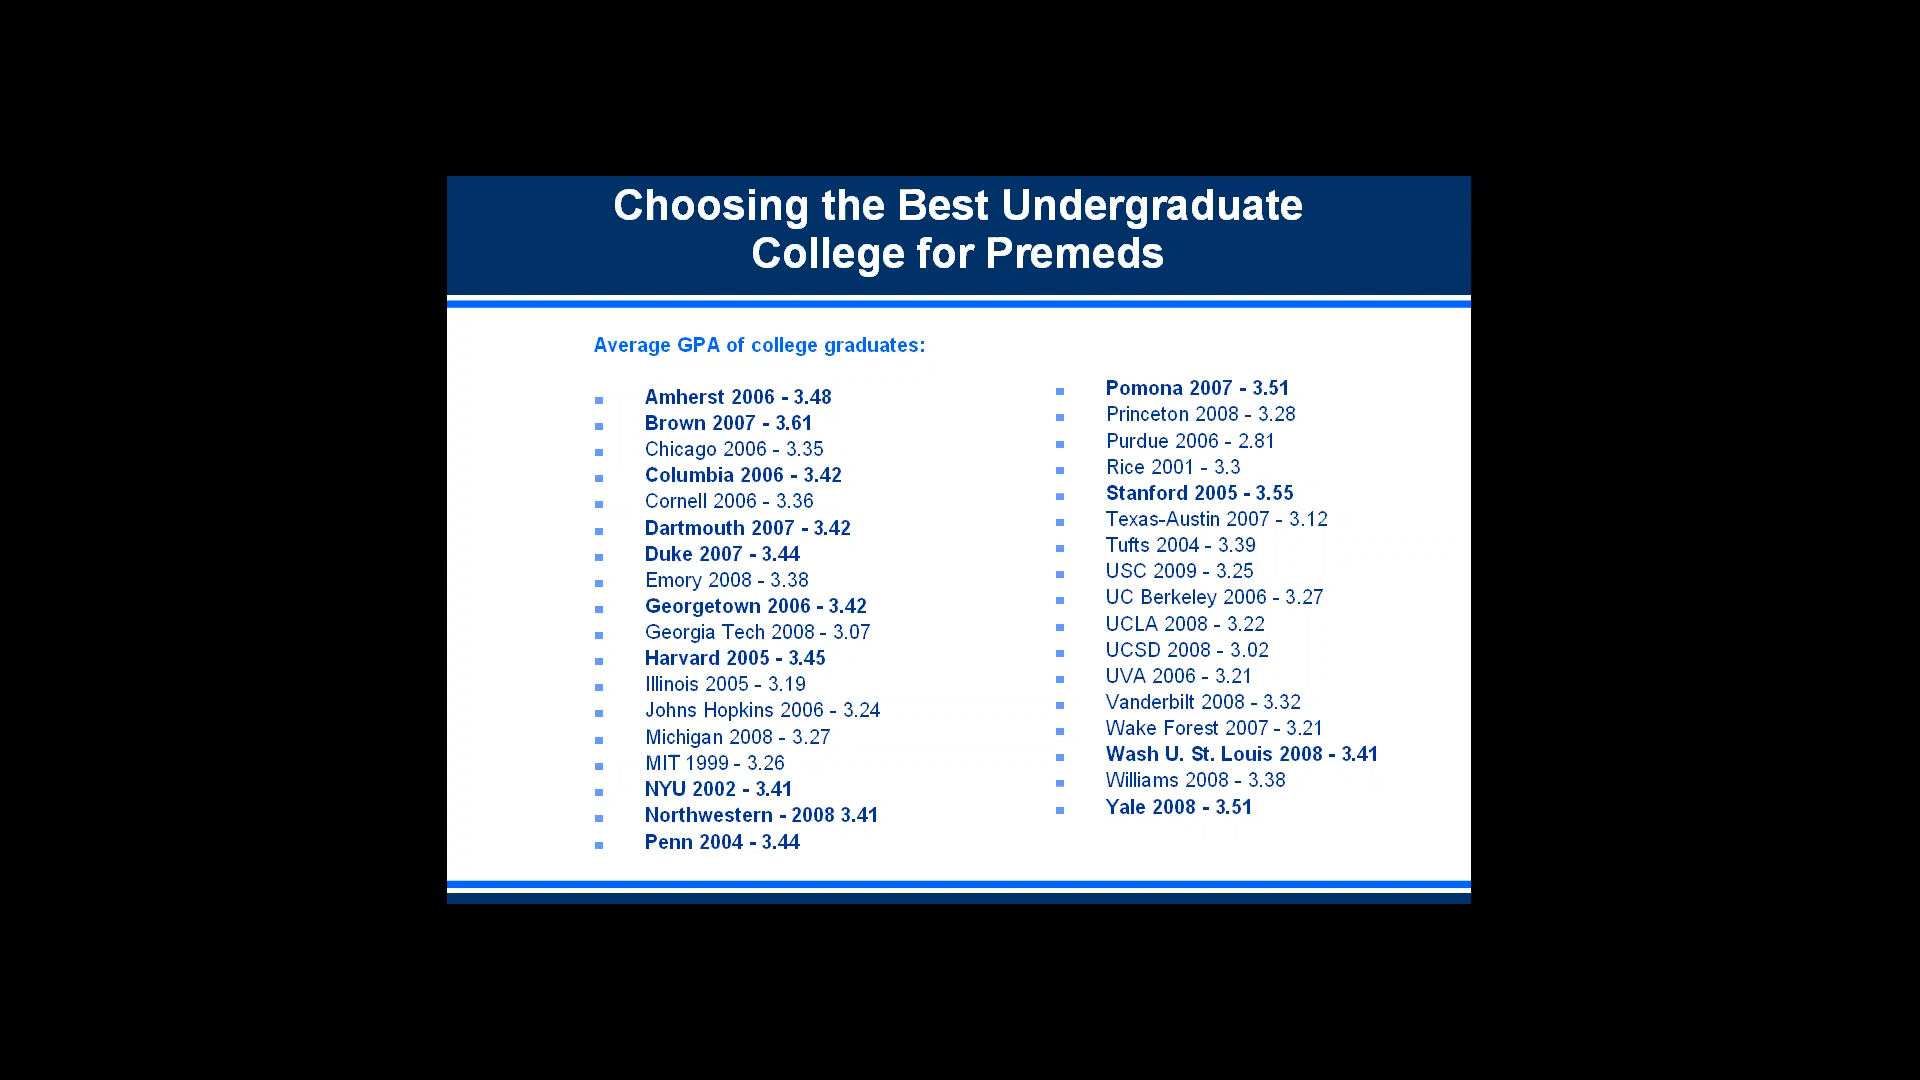 Choosing the Best Undergraduate
College for Premeds
Average GPA of college graduates:
Amherst 2006 - 3.48
Brown 2007 - 3.61
Chicago 2006 - 3.35
Columbia 2006 - 3.42
Cornell 2006 - 3.36
Dartmouth 2007 - 3.42
Duke 2007 - 3.44
Emory 2008 - 3.38
Georgetown 2006 - 3.42
Georgia Tech 2008 - 3.07
Harvard 2005 - 3.45
Illinois 2005 - 3.19
Johns Hopkins 2006 - 3.24
Michigan 2008 - 3.27
MIT 1999 - 3.26
NYU 2002 - 3.41
Northwestern - 2008 3.41
Penn 2004 - 3.44
Pomona 2007 - 3.51
Princeton 2008 - 3.28
Purdue 2006 - 2.81
Rice 2001 - 3.3
Stanford 2005 - 3.55
Texas-Austin 2007 - 3.12
Tufts 2004 - 3.39
USC 2009 - 3.25
UC Berkeley 2006 - 3.27
UCLA 2008 - 3.22
UCSD 2008 - 3.02
UVA 2006 - 3.21
Vanderbilt 2008 - 3.32
Wake Forest 2007 - 3.21
Wash U. St. Louis 2008 - 3.41
Williams 2008 - 3.38
Yale 2008 - 3.51